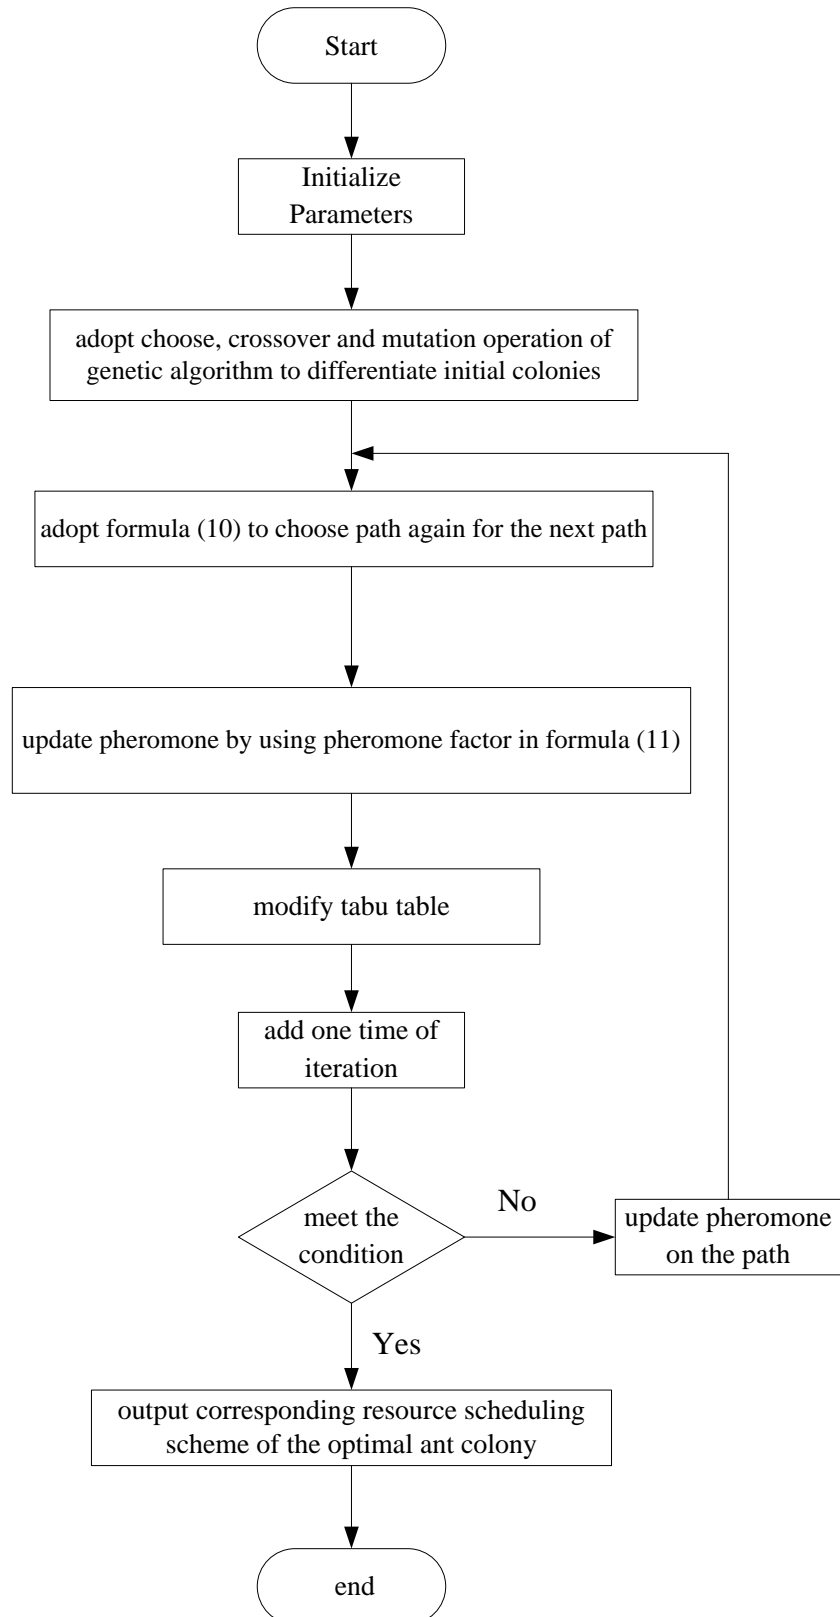 Start
Initialize
Parameters
adopt choose, crossover and mutation operation of
genetic algorithm to differentiate initial colonies
adopt formula (10) to choose path again for the next path
update pheromone by using pheromone factor in formula (11)
modify tabu table
add one time of
iteration
meet the
condition
No
update pheromone
on the path
Yes
output corresponding resource scheduling
scheme of the optimal ant colony
end